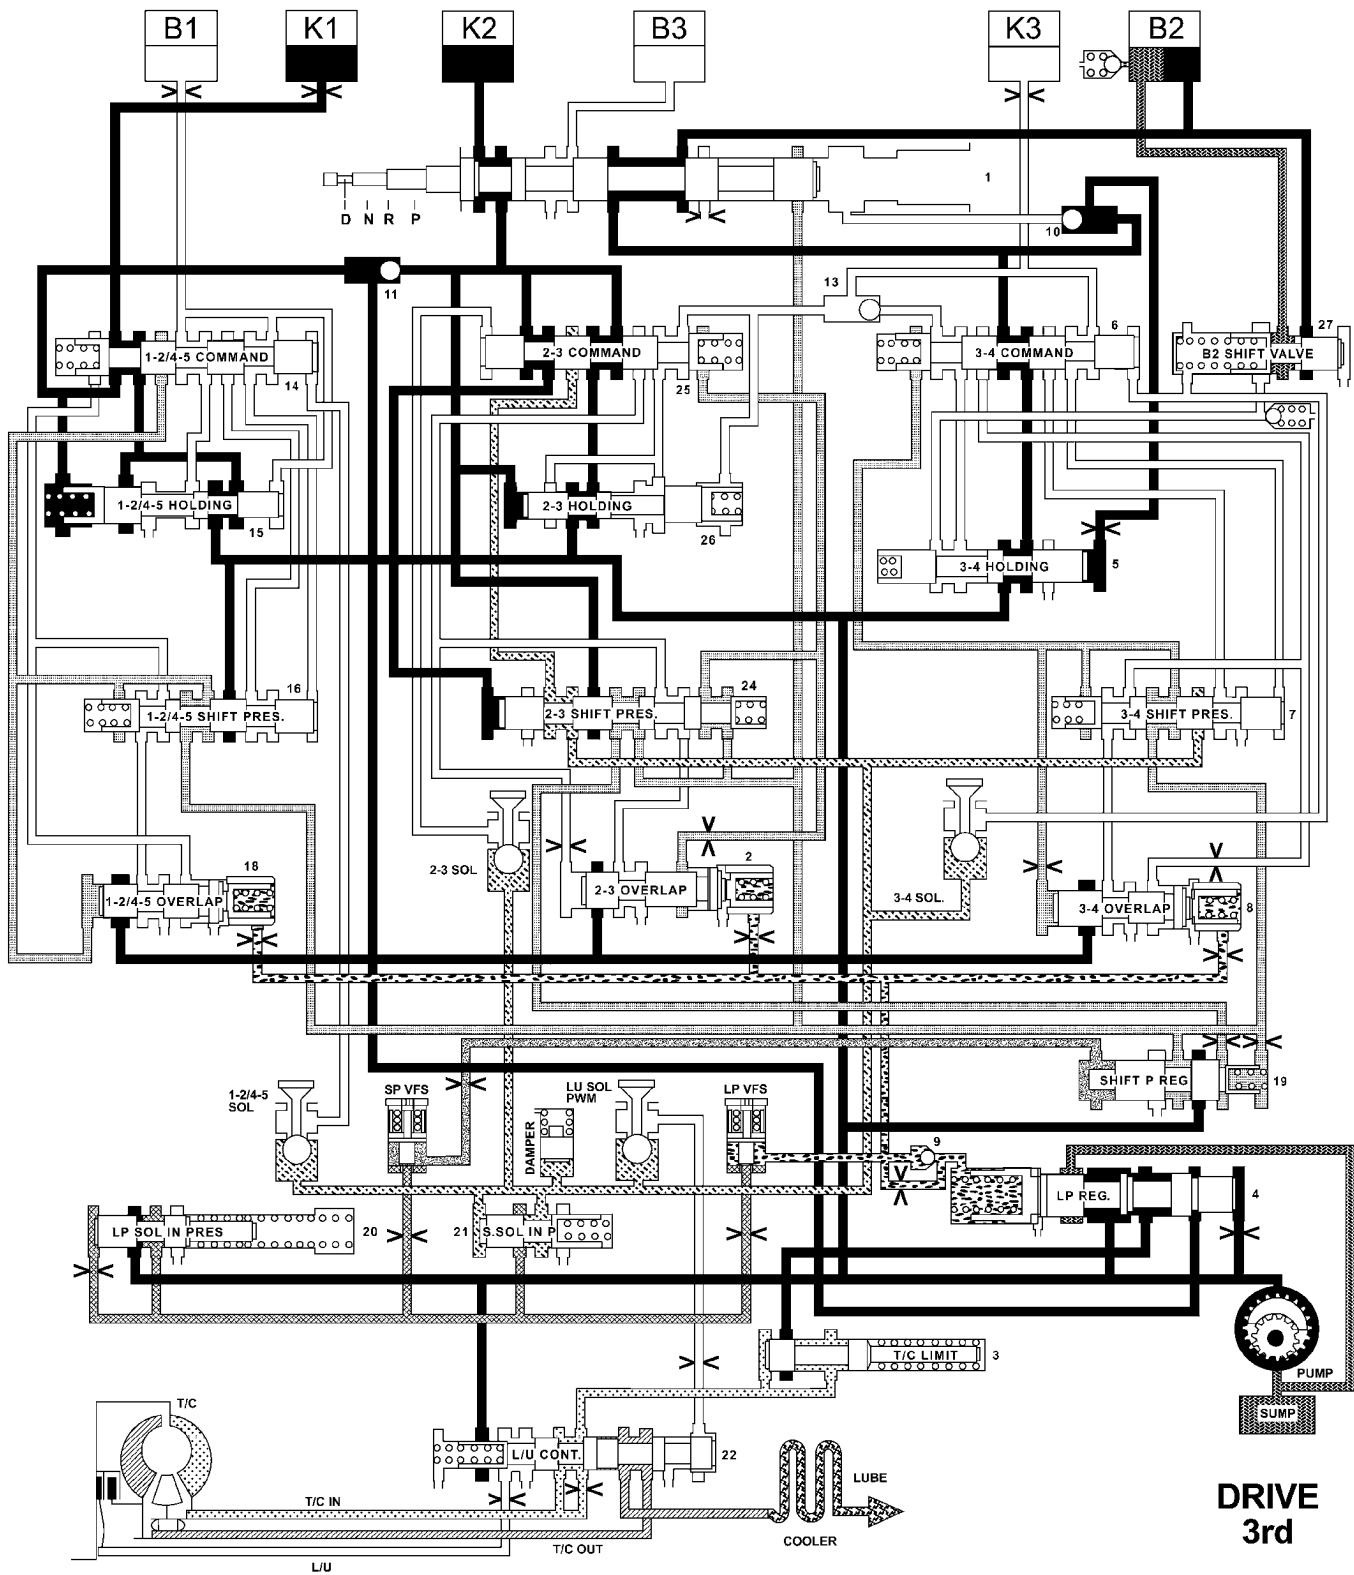 B1 K1 K2 B3 K3 B2
1
D N R P
10
11
13
6
27
1-2/4-5 COMMAND
2-3 COMMAND
3-4 COMMAND
B2 SHIFT VALVE
14
25
1-2/4-5 HOLDING
2-3 HOLDING
15
26
3-4 HOLDING
5
16
24
1-2/4-5 SHIFT PRES.
2-3 SHIFT PRES.
3-4 SHIFT PRES.
7
18
2
2-3 SOL
3-4 SOL.
1-2/4-5 OVERLAP
2-3 OVERLAP
3-4 OVERLAP
8
SHIFT P REG
19
1-2/4-5
SOL
SP VFS
LU SOL
PWM
LP VFS
DAMPER
9
LP REG.
4
LP SOL IN PRES
20
21
S.SOL IN P
T/C LIMIT
3
PUMP
SUMP
T/C
L/U CONT.
22
T/C IN
LUBE
COOLER
T/C OUT
L/U
DRIVE
3rd